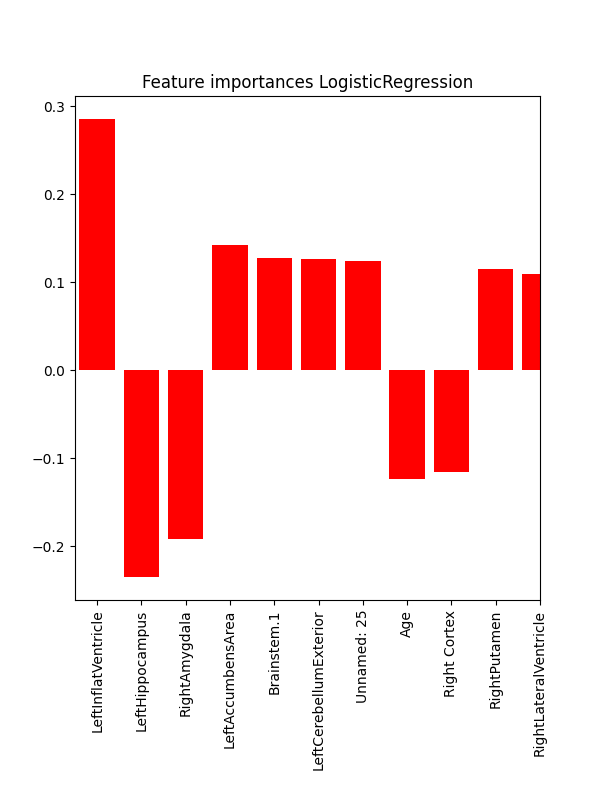 Feature importances LogisticRegression
0.3
0.2
0.1
0.0
−0.1
−0.2
LeftInflatVentricle
LeftHippocampus
RightAmygdala
LeftAccumbensArea
Brainstem.1
LeftCerebellumExterior
Unnamed: 25
Age
Right Cortex
RightPutamen
RightLateralVentricle